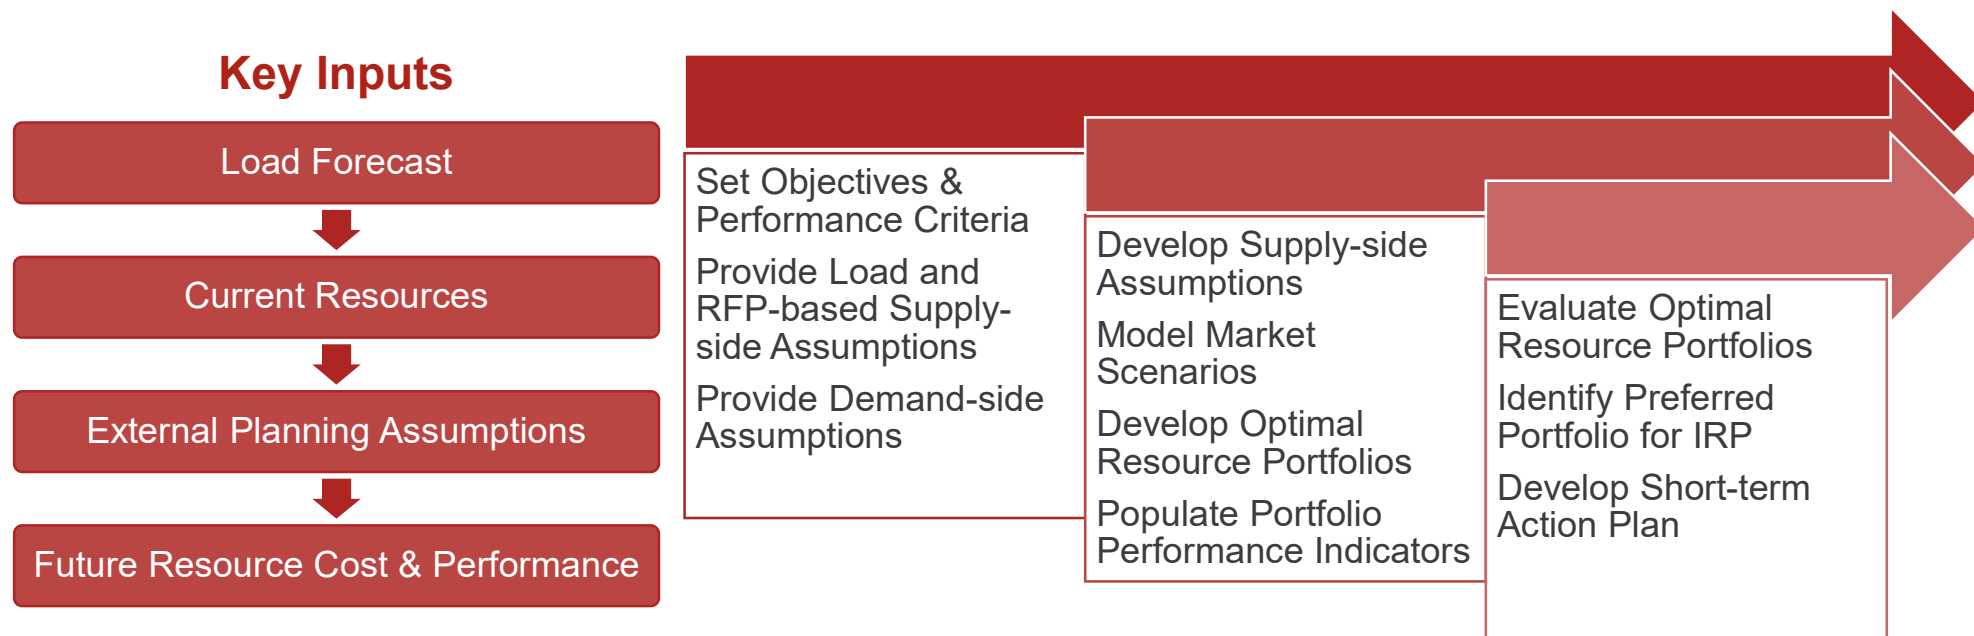 Key Inputs
Load Forecast
Current Resources
External Planning Assumptions
Future Resource Cost & Performance
Set Objectives &
Performance Criteria
Provide Load and
RFP-based Supply-
side Assumptions
Provide Demand-side
Assumptions
Develop Supply-side
Assumptions
Model Market
Scenarios
Develop Optimal
Resource Portfolios
Populate Portfolio
Performance Indicators
Evaluate Optimal
Resource Portfolios
Identify Preferred
Portfolio for IRP
Develop Short-term
Action Plan